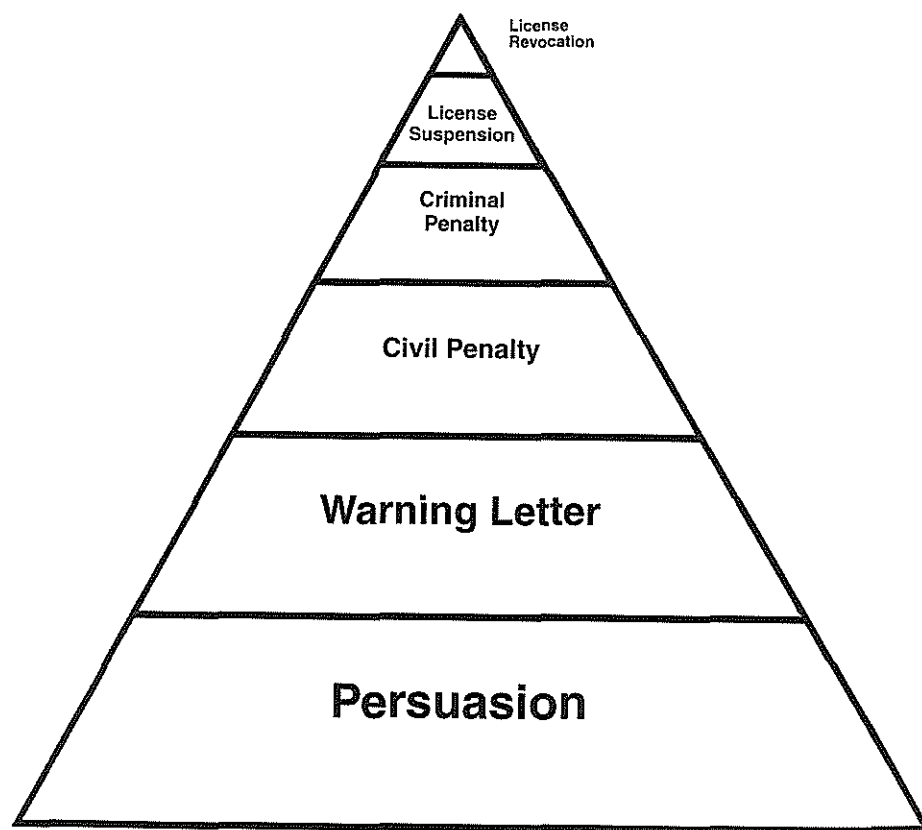 License
Revocation
License
Suspension
Criminal
Penalty
Civil Penalty
Warning Letter
Persuasion